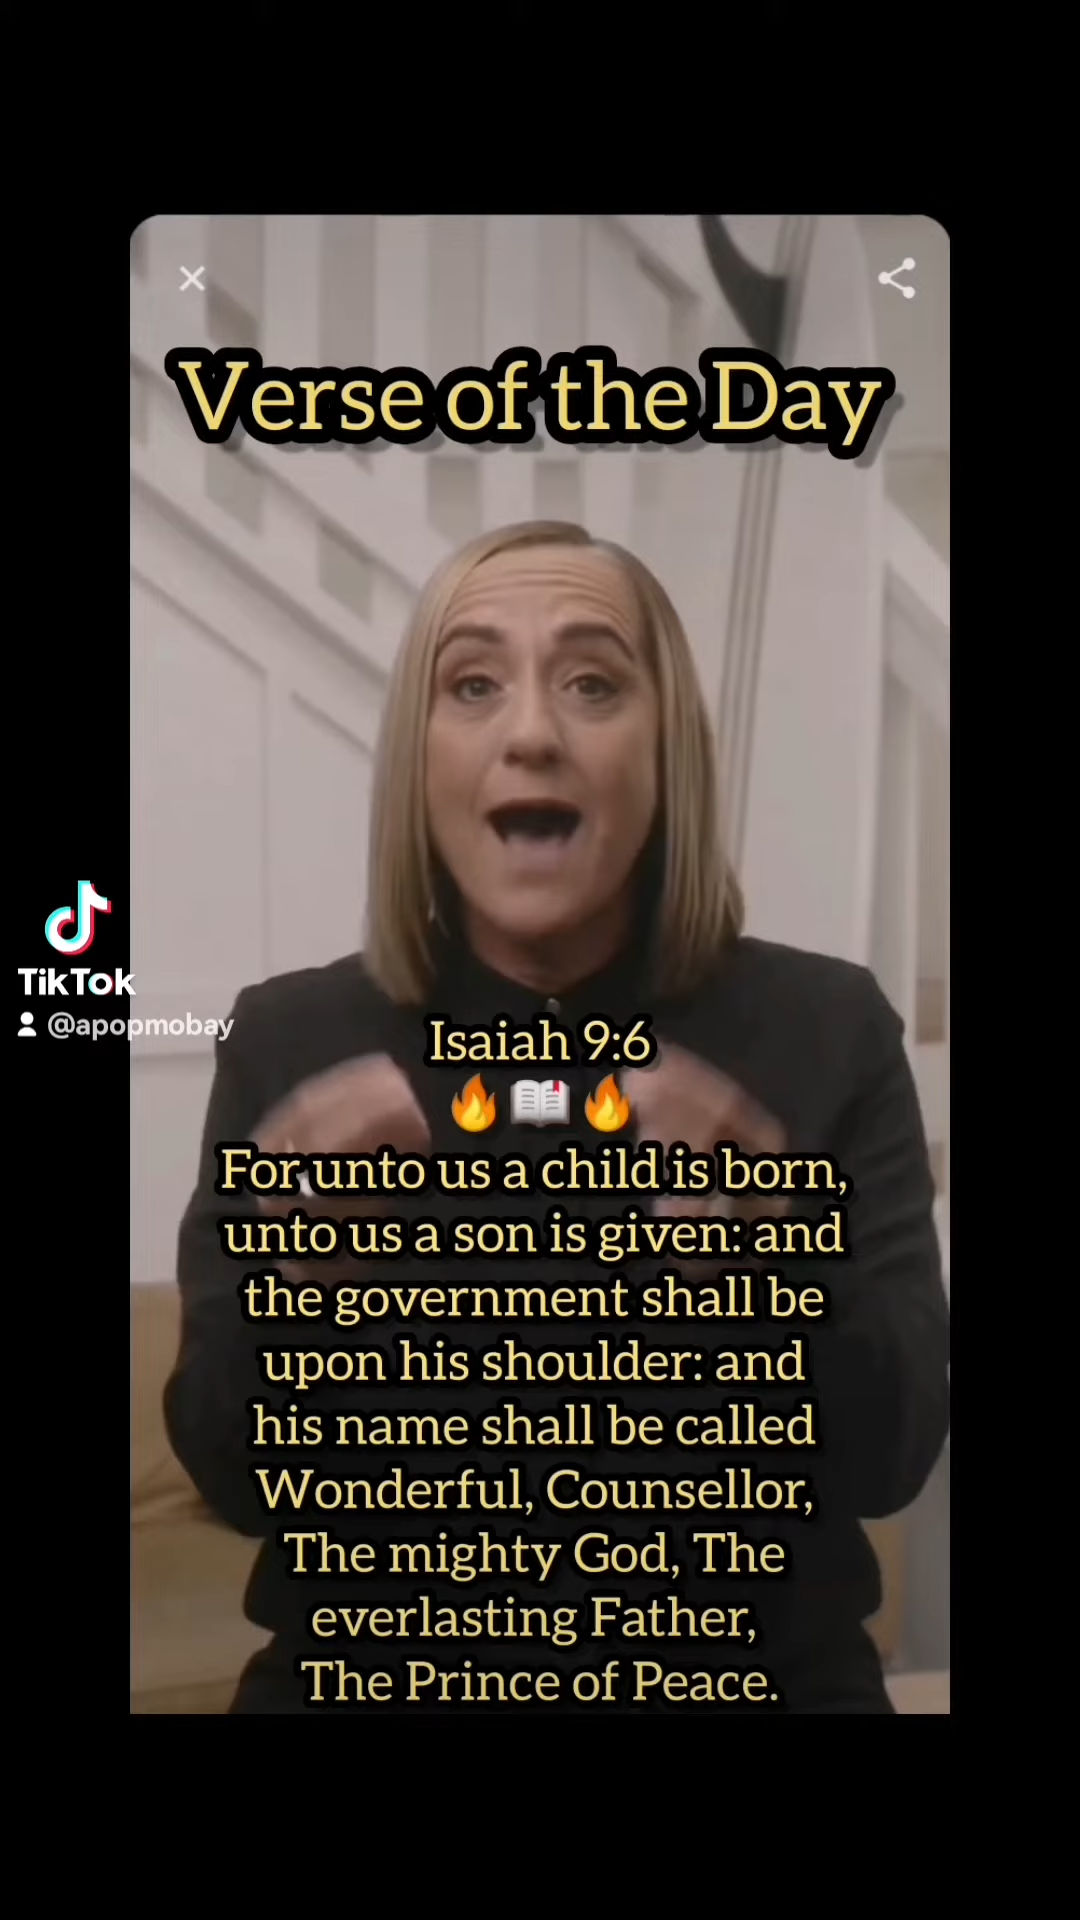 Verse of the Day
TikTok
@apopmobay
Isaiah 9:6
🔥 📖 🔥
For unto us a child is born,
unto us a son is given: and
the government shall be
upon his shoulder: and
his name shall be called
Wonderful, Counsellor,
The mighty God, The
everlasting Father,
The Prince of Peace.